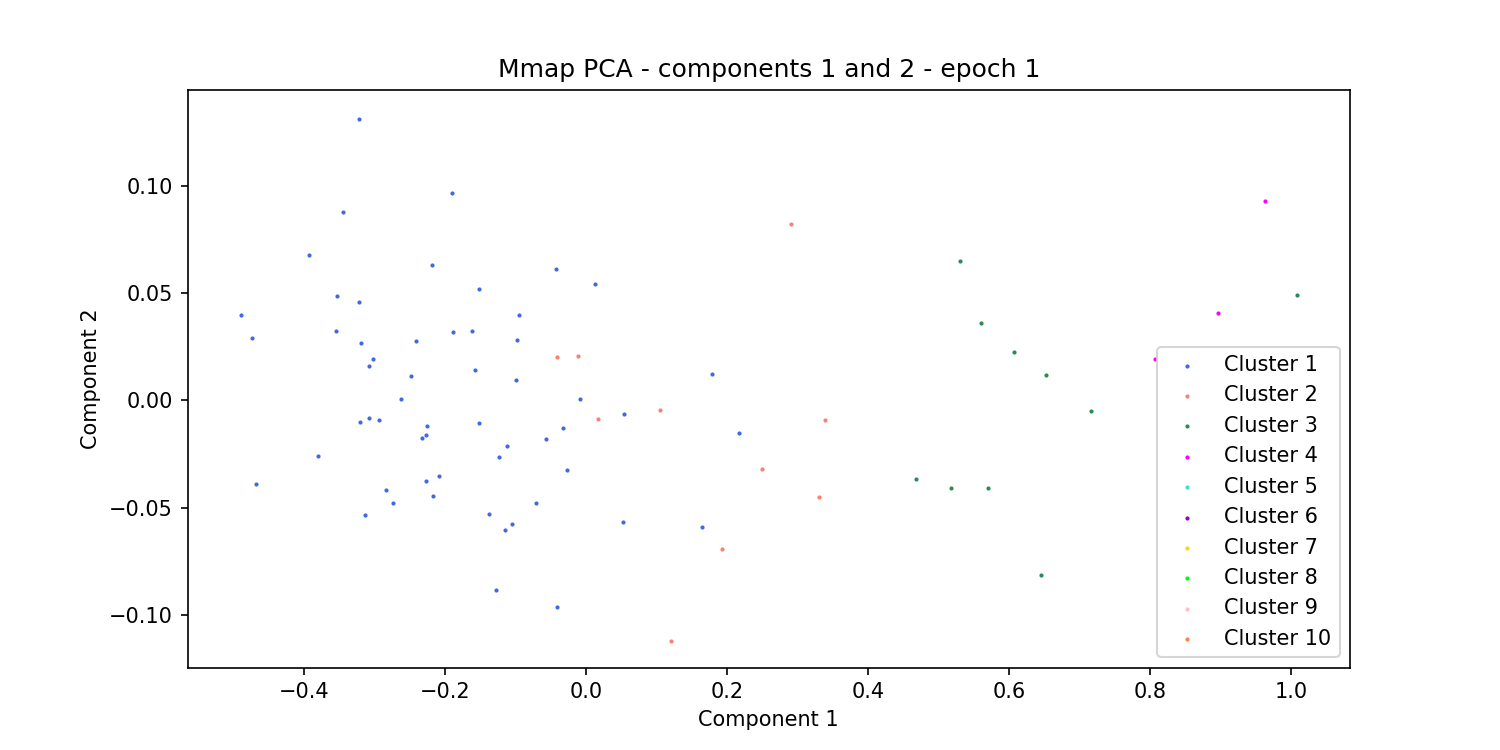 Mmap PCA - components 1 and 2 - epoch 1
Component 2
0.10
0.05
0.00
−0.05
−0.10
Cluster 1
Cluster 2
Cluster 3
Cluster 4
Cluster 5
Cluster 6
Cluster 7
Cluster 8
Cluster 9
Cluster 10
−0.4 −0.2 0.0 0.2 0.4 0.6 0.8 1.0
Component 1